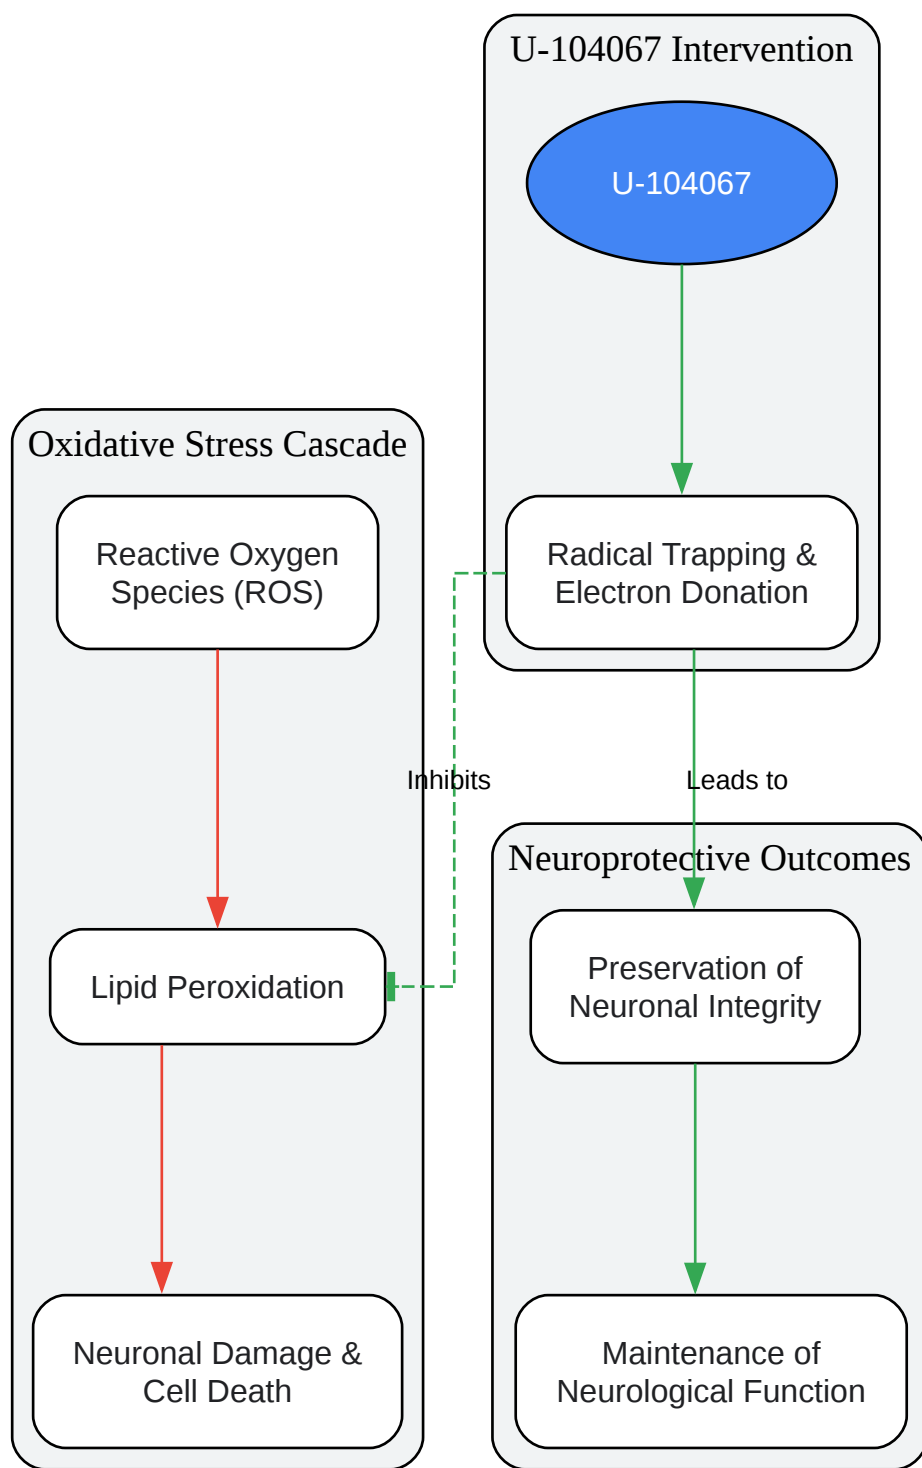 U-104067 Intervention
U-104067
Oxidative Stress Cascade
Reactive Oxygen
Species (ROS)
Radical Trapping &
Electron Donation
Inhibits
Leads to
Neuroprotective Outcomes
Lipid Peroxidation
Preservation of
Neuronal Integrity
Neuronal Damage &
Cell Death
Maintenance of
Neurological Function